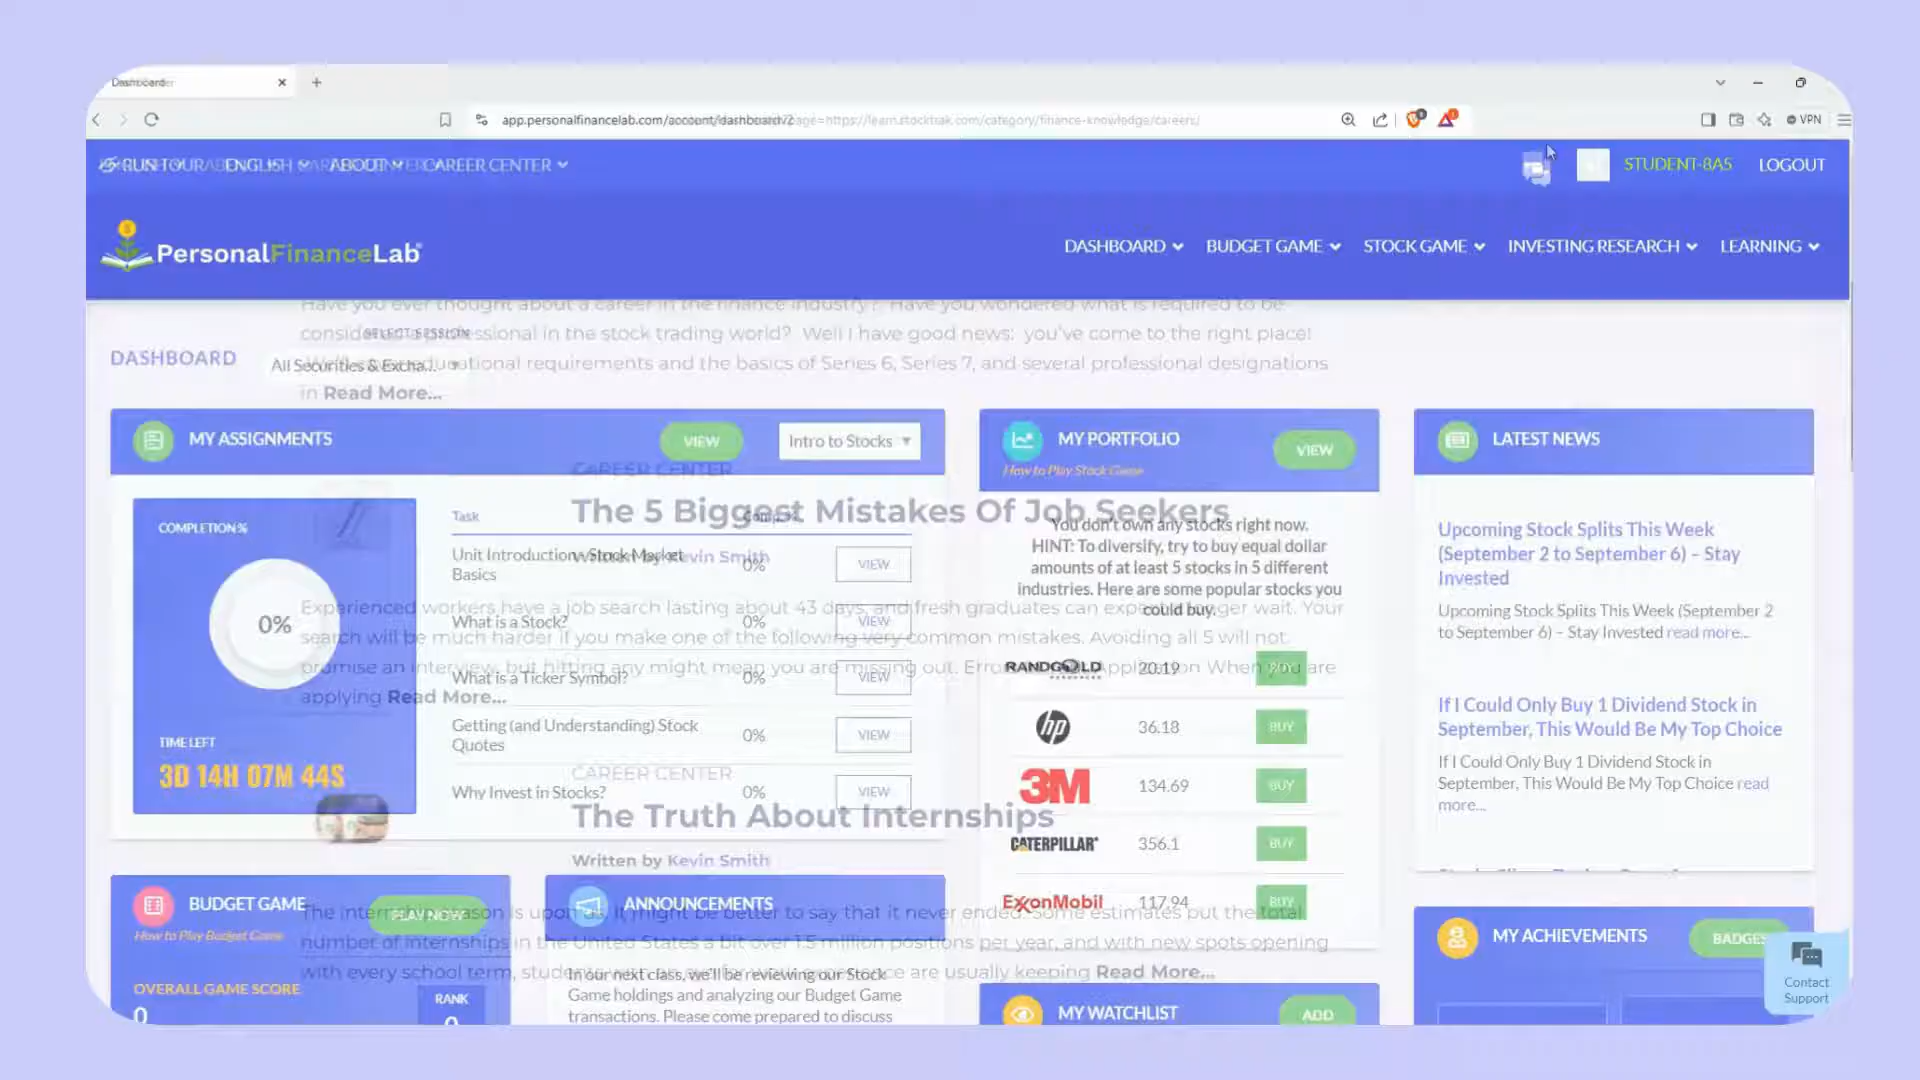 Dashboard
app.personalfinancelab.com/account/dashboard?page=https://learn.stocktrak.com/category/finance-knowledge/careers/
VPN
RUN TOUR
ENGLISH
ABOUT
CAREER CENTER
STUDENT-8A5
LOGOUT
PersonalFinanceLab
DASHBOARD
BUDGET GAME
STOCK GAME
INVESTING RESEARCH
LEARNING
Have you ever thought about a career in the finance industry? Have you wondered what is required to be
professional in the stock trading world? Well I have good news: you've come to the right place!
educational requirements and the basics of Series 6, Series 7, and several professional designations
in Read More...
SELECT SESSION
DASHBOARD
All Securities & Excha...
MY ASSIGNMENTS
VIEW
Intro to Stocks
COMPLETION %
0%
TIME LEFT
3D 14H 07M 44S
Task
Unit Introduction - Stock Market
Basics
0%
VIEW
What is a Stock?
0%
VIEW
What is a Ticker Symbol?
0%
VIEW
Getting (and Understanding) Stock
Quotes
0%
VIEW
Why Invest in Stocks?
0%
VIEW
CAREER CENTER
The 5 Biggest Mistakes Of Job Seekers
Written by Kevin Smith
Experienced workers have a job search lasting about 43 days, and fresh graduates can expect longer wait. Your
search will be much harder if you make one of the following very common mistakes. Avoiding all 5 will not
promise an interview, but hitting any might mean you are missing out. Application When you are
applying Read More...
CAREER CENTER
The Truth About Internships
Written by Kevin Smith
The internship season is upon us. It might be better to say that it never ended. Some estimates put the total
number of internships in the United States a bit over 1.5 million positions per year, and with new spots opening
with every school term, are usually keeping Read More...
MY PORTFOLIO
How to Play Stock Game
VIEW
You don't own any stocks right now.
HINT: To diversify, try to buy equal dollar
amounts of at least 5 stocks in 5 different
industries. Here are some popular stocks you
could buy.
RANDGOLD
RESOURCES
20.19
BUY
hp
36.18
BUY
3M
134.69
BUY
CATERPILLAR
356.1
BUY
ExxonMobil
117.94
BUY
LATEST NEWS
Upcoming Stock Splits This Week
(September 2 to September 6) – Stay
Invested
Upcoming Stock Splits This Week (September 2
to September 6) – Stay Invested read more...
If I Could Only Buy 1 Dividend Stock in
September, This Would Be My Top Choice
If I Could Only Buy 1 Dividend Stock in
September, This Would Be My Top Choice read
more...
BUDGET GAME
How to Play Budget Game
PLAY NOW
OVERALL GAME SCORE
0
RANK
0
ANNOUNCEMENTS
In our next class, we'll be reviewing our Stock
Game holdings and analyzing our Budget Game
transactions. Please come prepared to discuss
MY WATCHLIST
ADD
MY ACHIEVEMENTS
BADGES
Contact
Support